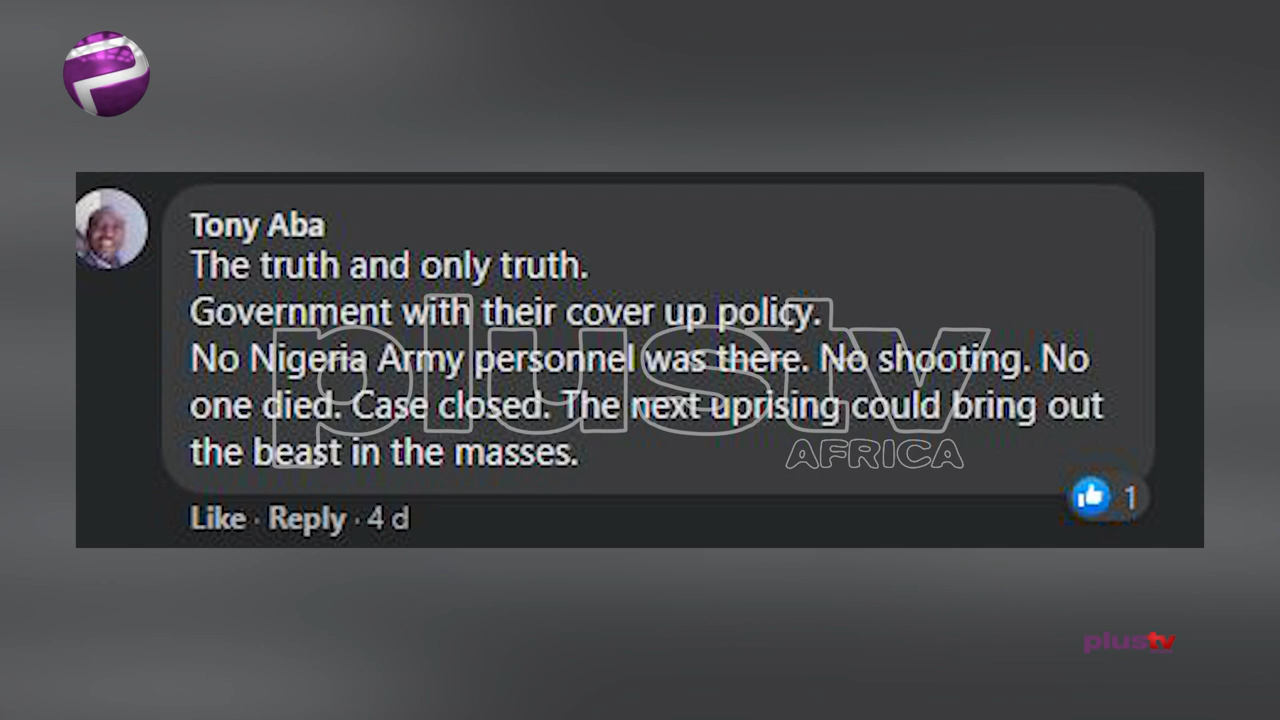 Tony Aba
The truth and only truth.
Government with their cover up policy.
No Nigeria Army personnel was there. No shooting. No
one died. Case closed. The next uprising could bring out
the beast in the masses.
Like · Reply · 4 d
1
plustv
AFRICA
plustv